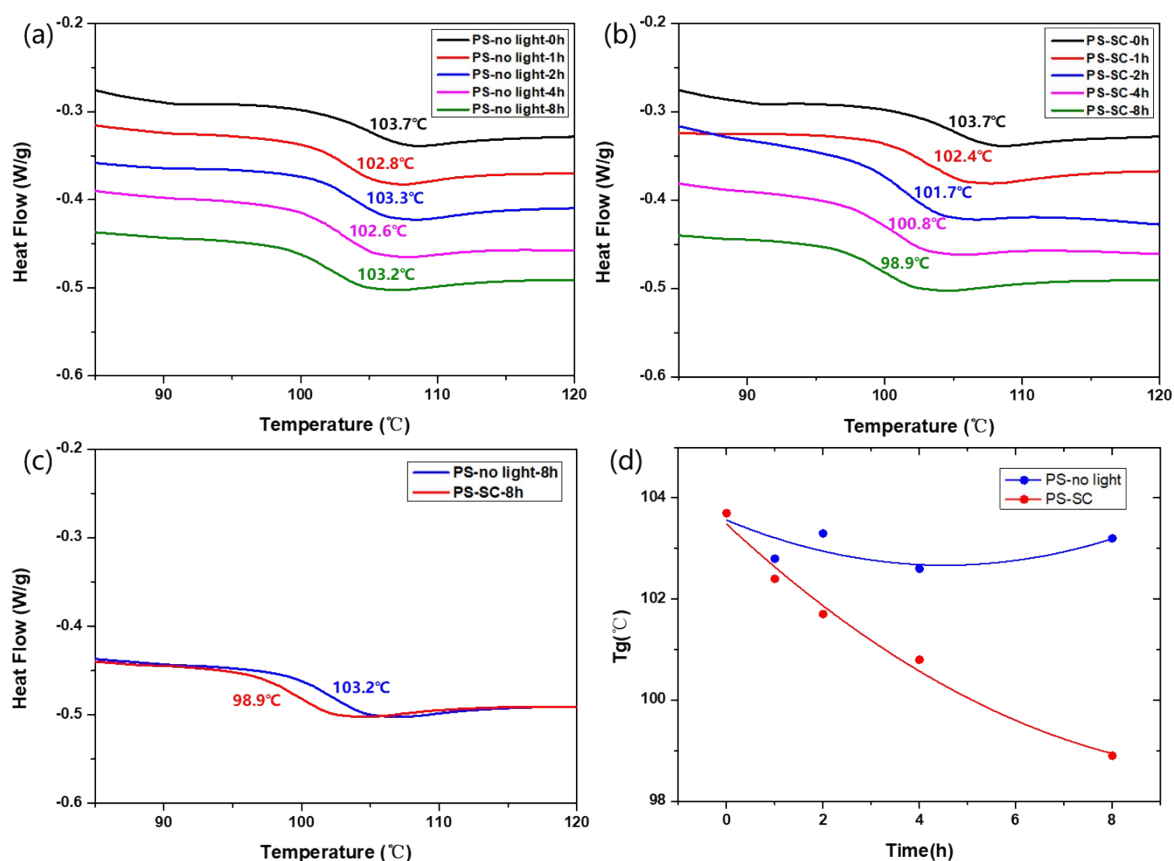 (a)
-0.2
-0.3
-0.4
-0.5
-0.6
Heat Flow (W/g)
PS-no light-0h
PS-no light-1h
PS-no light-2h
PS-no light-4h
PS-no light-8h
103.7℃
102.8℃
103.3℃
102.6℃
103.2℃
90 100 110 120
Temperature (℃)
(b)
-0.2
-0.3
-0.4
-0.5
-0.6
Heat Flow (W/g)
PS-SC-0h
PS-SC-1h
PS-SC-2h
PS-SC-4h
PS-SC-8h
103.7℃
102.4℃
101.7℃
100.8℃
98.9℃
90 100 110 120
Temperature (℃)
(c)
-0.2
-0.3
-0.4
-0.5
-0.6
Heat Flow (W/g)
PS-no light-8h
PS-SC-8h
98.9℃
103.2℃
90 100 110 120
Temperature (℃)
(d)
104
102
100
98
Tg(℃)
PS-no light
PS-SC
0 2 4 6 8
Time(h)